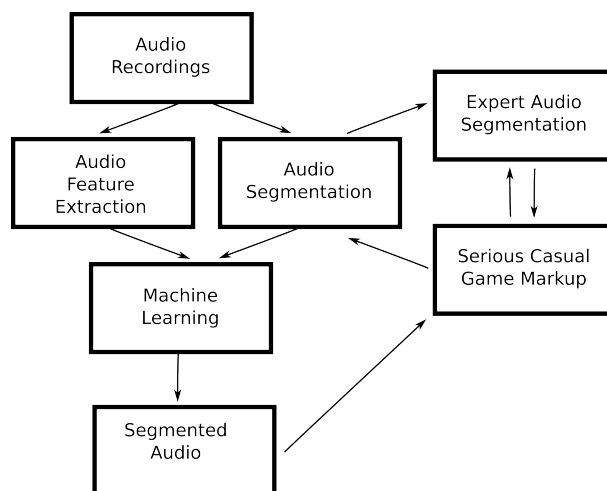 Audio
Recordings
Expert Audio
Segmentation
Audio
Feature
Extraction
Audio
Segmentation
Serious Casual
Game Markup
Machine
Learning
Segmented
Audio